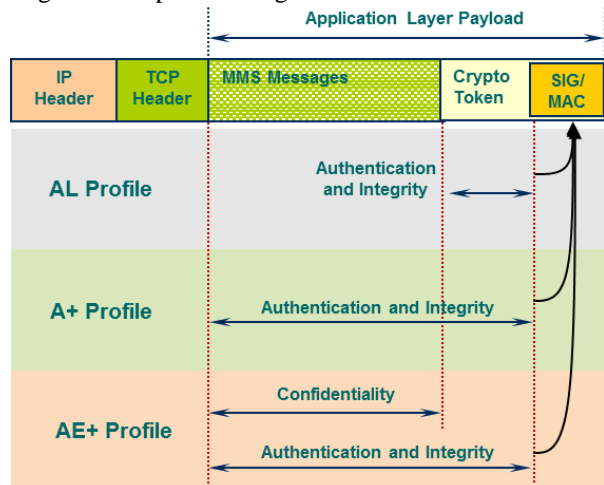 Application Layer Payload
IP
Header
TCP
Header
MMS Messages
Crypto
Token
SIG/
MAC
AL Profile
Authentication
and Integrity
A+ Profile
Authentication and Integrity
AE+ Profile
Confidentiality
Authentication and Integrity